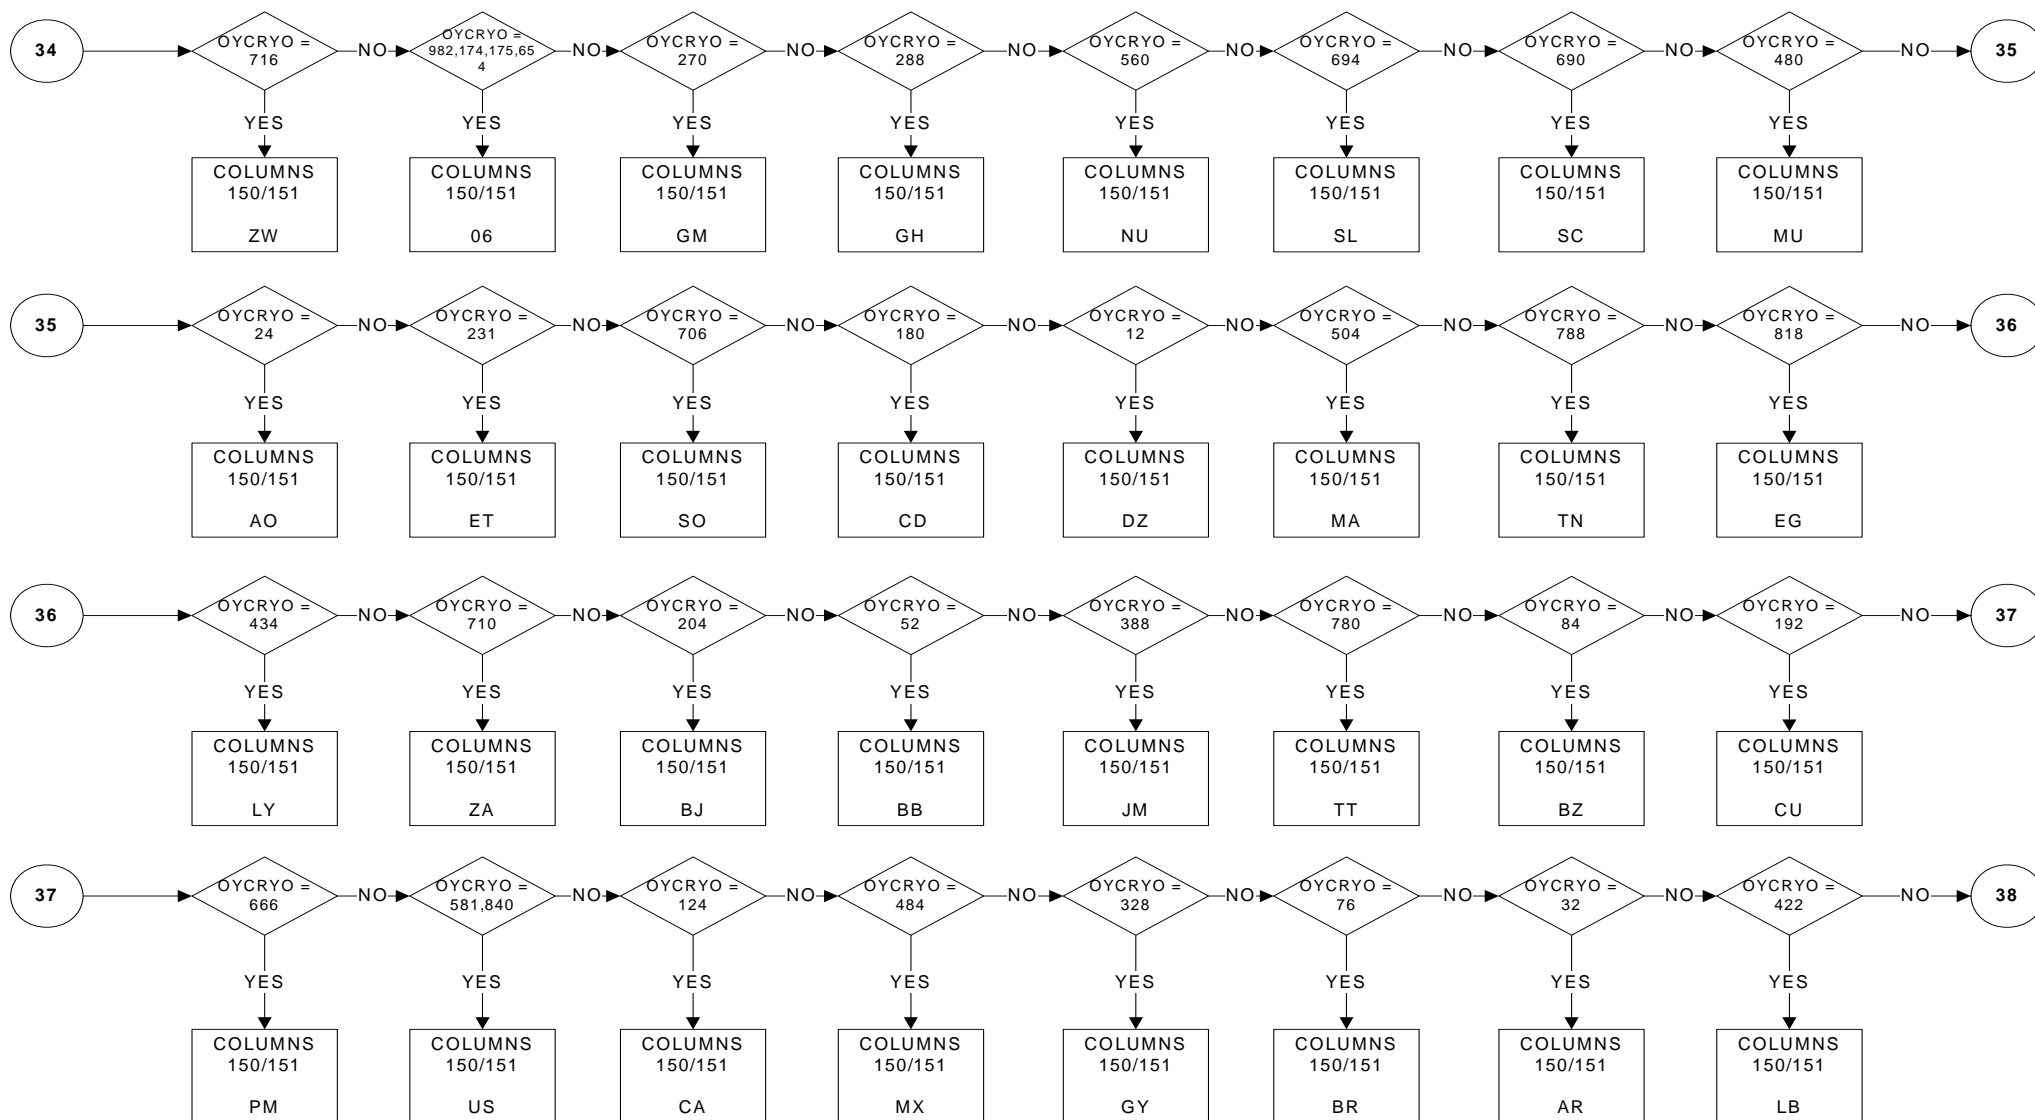 34
OYCRYO =
716
NO
OYCRYO =
982,174,175,65
4
NO
OYCRYO =
270
NO
OYCRYO =
288
NO
OYCRYO =
560
NO
OYCRYO =
694
NO
OYCRYO =
690
NO
OYCRYO =
480
NO
35
YES
YES
YES
YES
YES
YES
YES
YES
COLUMNS
150/151
ZW
COLUMNS
150/151
06
COLUMNS
150/151
GM
COLUMNS
150/151
GH
COLUMNS
150/151
NU
COLUMNS
150/151
SL
COLUMNS
150/151
SC
COLUMNS
150/151
MU
35
OYCRYO =
24
NO
OYCRYO =
231
NO
OYCRYO =
706
NO
OYCRYO =
180
NO
OYCRYO =
12
NO
OYCRYO =
504
NO
OYCRYO =
788
NO
OYCRYO =
818
NO
36
YES
YES
YES
YES
YES
YES
YES
YES
COLUMNS
150/151
AO
COLUMNS
150/151
ET
COLUMNS
150/151
SO
COLUMNS
150/151
CD
COLUMNS
150/151
DZ
COLUMNS
150/151
MA
COLUMNS
150/151
TN
COLUMNS
150/151
EG
36
OYCRYO =
434
NO
OYCRYO =
710
NO
OYCRYO =
204
NO
OYCRYO =
52
NO
OYCRYO =
388
NO
OYCRYO =
780
NO
OYCRYO =
84
NO
OYCRYO =
192
NO
37
YES
YES
YES
YES
YES
YES
YES
YES
COLUMNS
150/151
LY
COLUMNS
150/151
ZA
COLUMNS
150/151
BJ
COLUMNS
150/151
BB
COLUMNS
150/151
JM
COLUMNS
150/151
TT
COLUMNS
150/151
BZ
COLUMNS
150/151
CU
37
OYCRYO =
666
NO
OYCRYO =
581,840
NO
OYCRYO =
124
NO
OYCRYO =
484
NO
OYCRYO =
328
NO
OYCRYO =
76
NO
OYCRYO =
32
NO
OYCRYO =
422
NO
38
YES
YES
YES
YES
YES
YES
YES
YES
COLUMNS
150/151
PM
COLUMNS
150/151
US
COLUMNS
150/151
CA
COLUMNS
150/151
MX
COLUMNS
150/151
GY
COLUMNS
150/151
BR
COLUMNS
150/151
AR
COLUMNS
150/151
LB